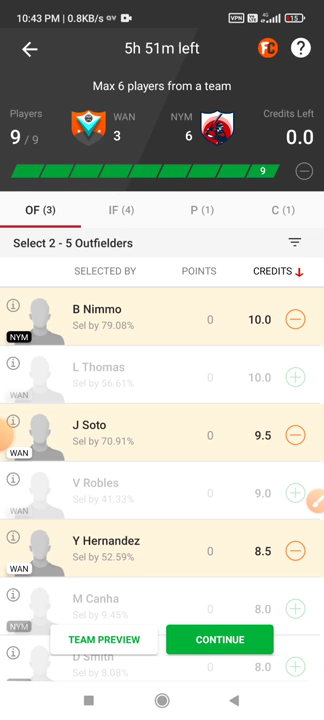 10:43 PM | 0.8KB/s GV
VPN 4G 15
5h 51m left
FC ?
Max 6 players from a team
Players WAN NYM Credits Left
9 / 9 3 6 0.0
9
OF (3) IF (4) P (1) C (1)
Select 2 - 5 Outfielders
SELECTED BY POINTS CREDITS
B Nimmo
Sel by 79.08% 0 10.0
NYM
L Thomas
Sel by 56.61% 0 10.0
WAN
J Soto
Sel by 70.91% 0 9.5
WAN
V Robles
Sel by 41.33% 0 9.0
WAN
Y Hernandez
Sel by 52.59% 0 8.5
WAN
M Canha
Sel by 9.45% 0 8.0
NYM
TEAM PREVIEW CONTINUE
D Smith
Sel by 8.08% 0 8.0